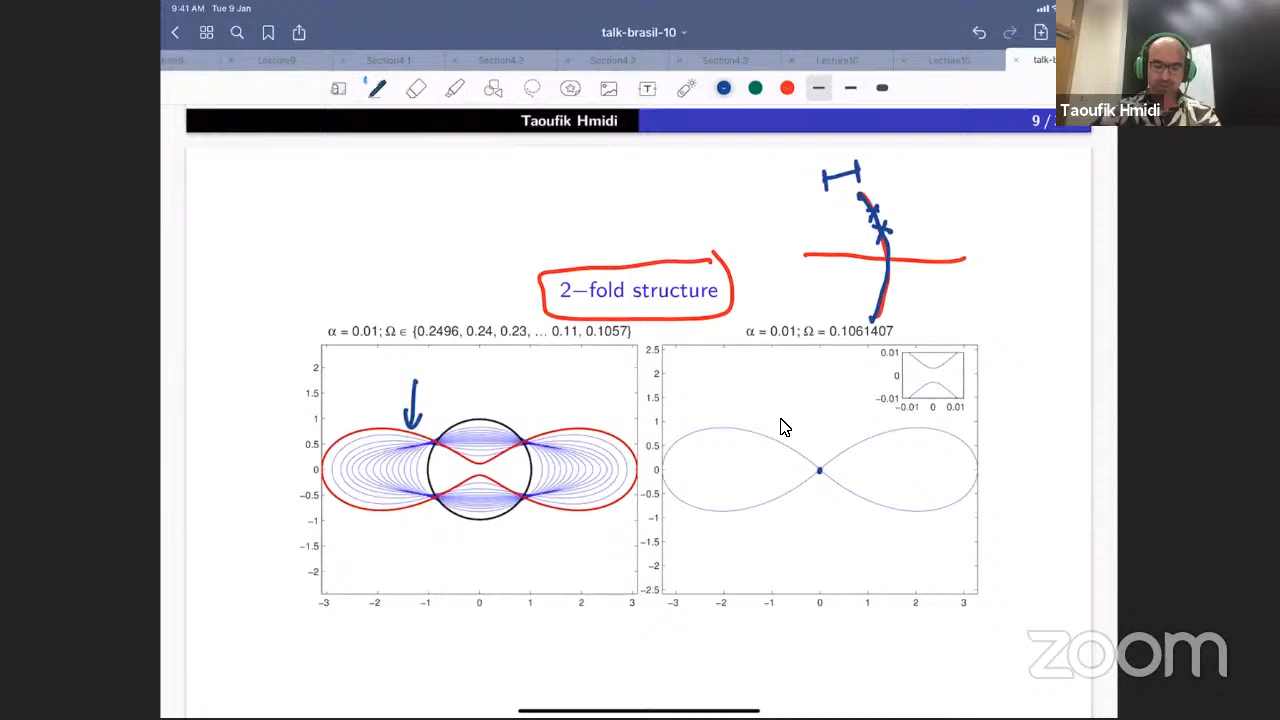 9:41 AM Tue 9 Jan
talk-brasil-10
Lecture9
Section4 1
Section4.2
Section4 2
Section4.3
Lecture10
Lecture10
talk-b
Taoufik Hmidi
Taoufik Hmidi
9 /
2−fold structure
α = 0.01; Ω ∈ {0.2496, 0.24, 0.23, ... 0.11, 0.1057}
α = 0.01; Ω = 0.1061407
2
1.5
1
0.5
0
−0.5
−1
−1.5
−2
−3 −2 −1 0 1 2 3
2.5
2
1.5
1
0.5
0
−0.5
−1
−1.5
−2
−2.5
−3 −2 −1 0 1 2 3
0.01
0
−0.01
−0.01 0 0.01
zoom